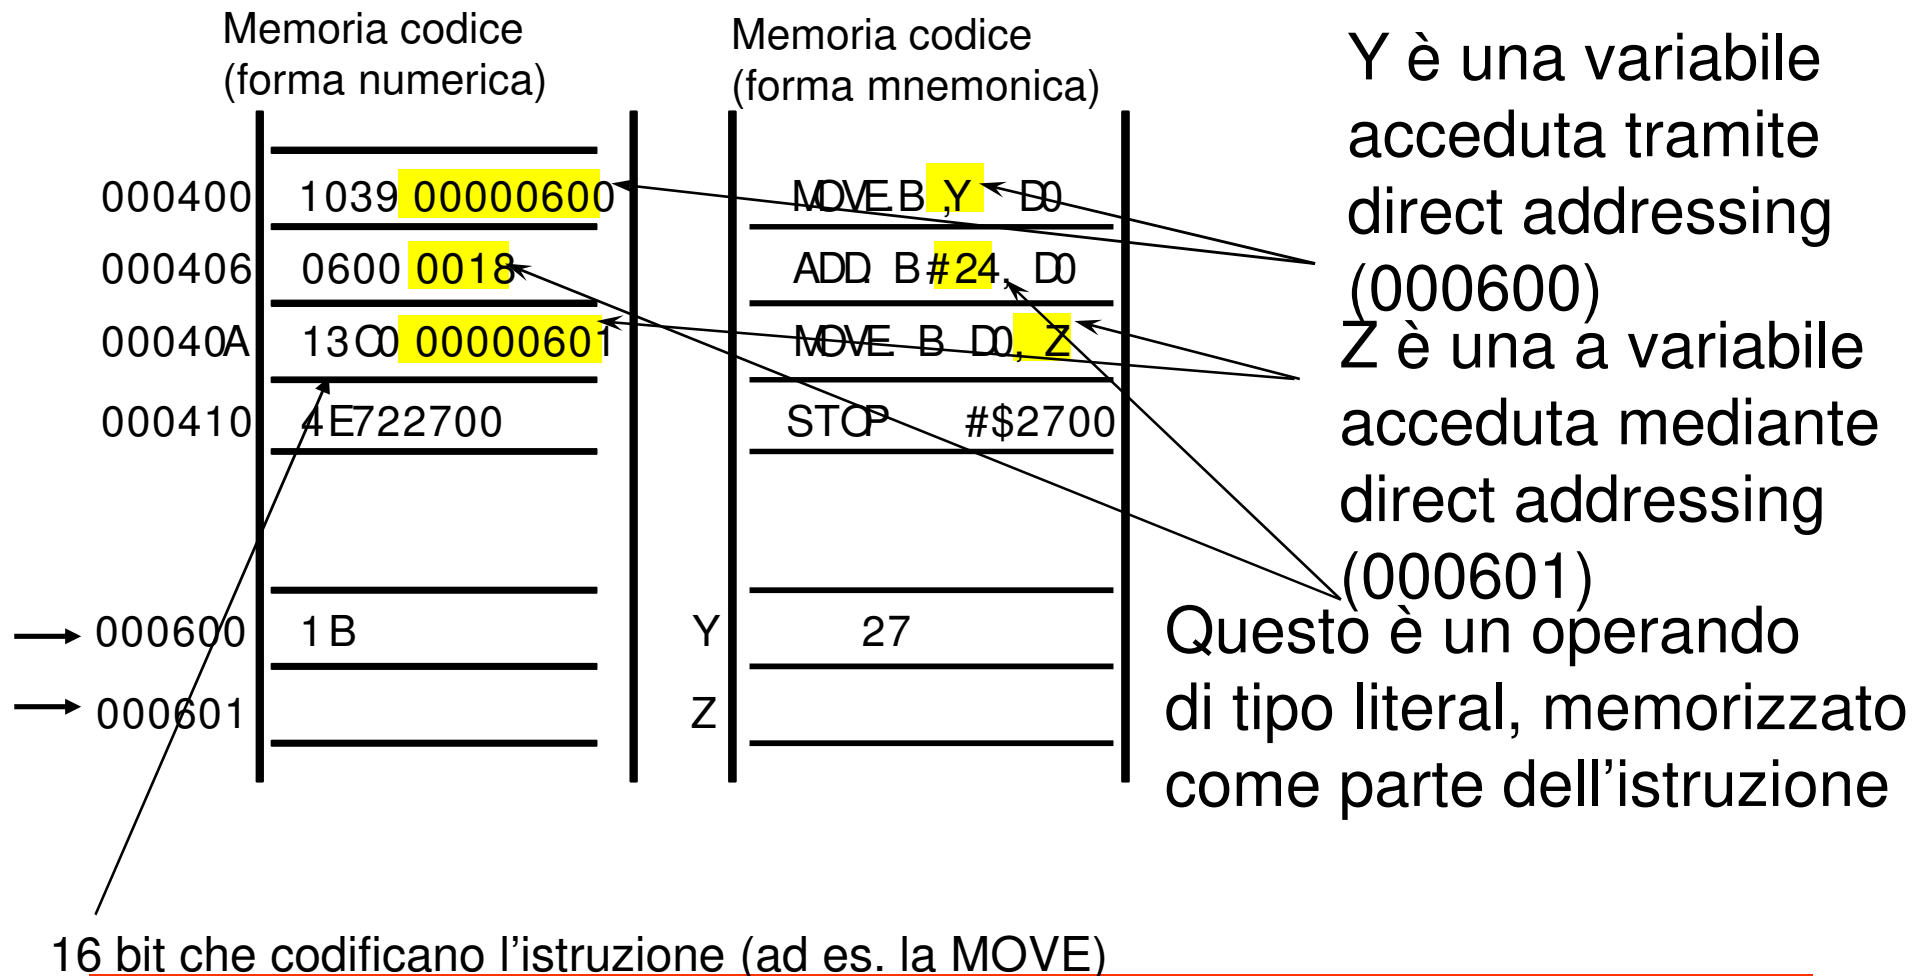 Memoria codice
(forma numerica)
Memoria codice
(forma mnemonica)
000400 1039 00000600 MOVE.B ,Y D0
000406 0600 0018 ADD. B #24, D0
00040A 13C0 00000601 MOVE. B D0, Z
000410 4E722700 STOP #$2700
000600 1B Y 27
000601 Z
Y è una variabile
acceduta tramite
direct addressing
(000600)
Z è una a variabile
acceduta mediante
direct addressing
(000601)
Questo è un operando
di tipo literal, memorizzato
come parte dell’istruzione
16 bit che codificano l’istruzione (ad es. la MOVE)